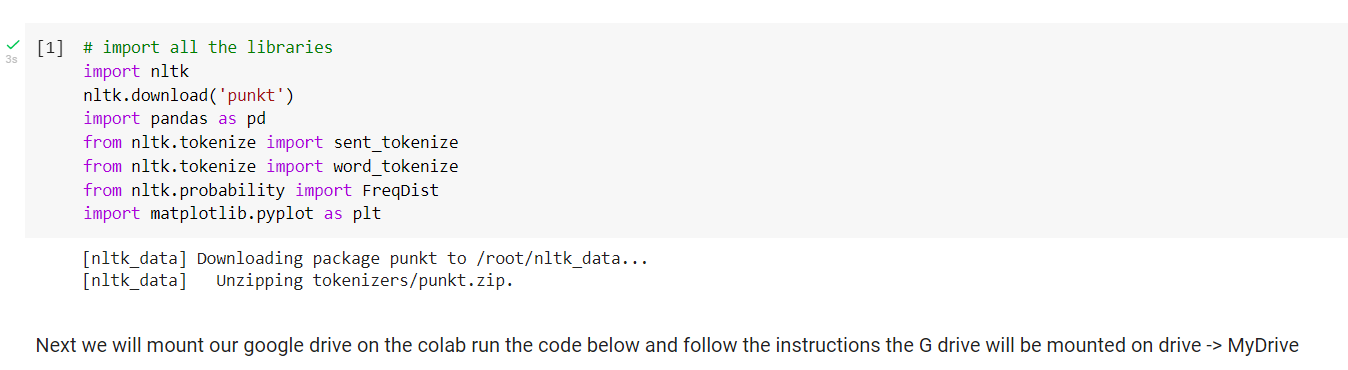 [1] # import all the libraries
3s import nltk
nltk.download('punkt')
import pandas as pd
from nltk.tokenize import sent_tokenize
from nltk.tokenize import word_tokenize
from nltk.probability import FreqDist
import matplotlib.pyplot as plt
[nltk_data] Downloading package punkt to /root/nltk_data...
[nltk_data]   Unzipping tokenizers/punkt.zip.
Next we will mount our google drive on the colab run the code below and follow the instructions the G drive will be mounted on drive -> MyDrive